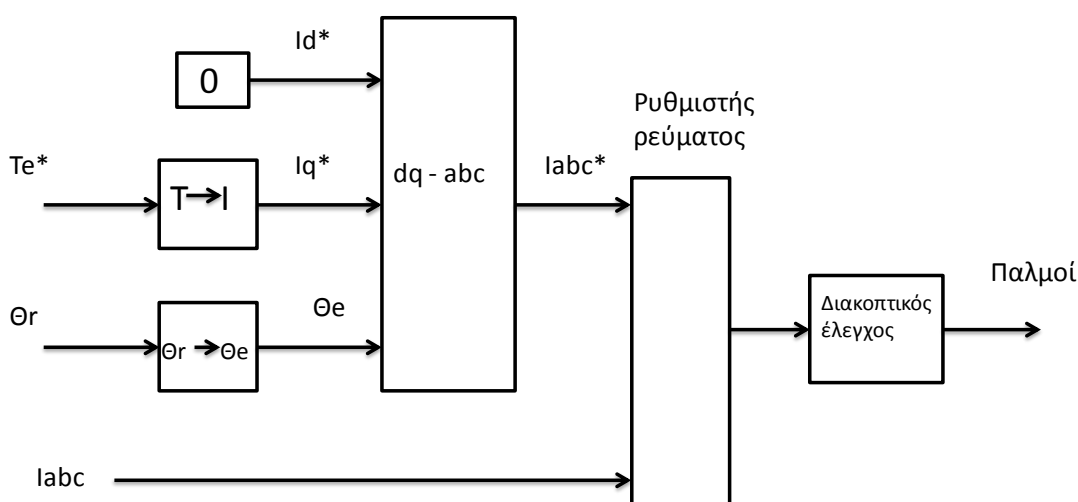 Id*
0
Te*
T→I
Iq*
dq - abc
Iabc*
Ρυθμιστής
ρεύματος
Θr
Θr → Θe
Θe
Διακοπτικός
έλεγχος
Παλμοί
Iabc